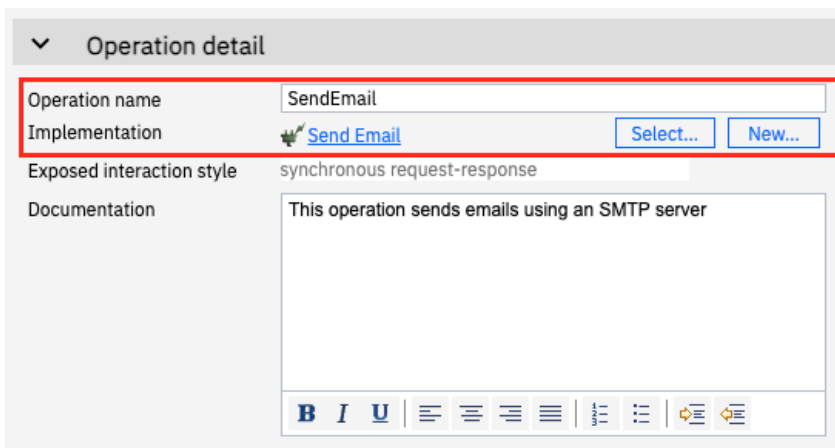 Operation detail
Operation name SendEmail
Implementation Send Email Select... New...
Exposed interaction style synchronous request-response
Documentation This operation sends emails using an SMTP server
B I U